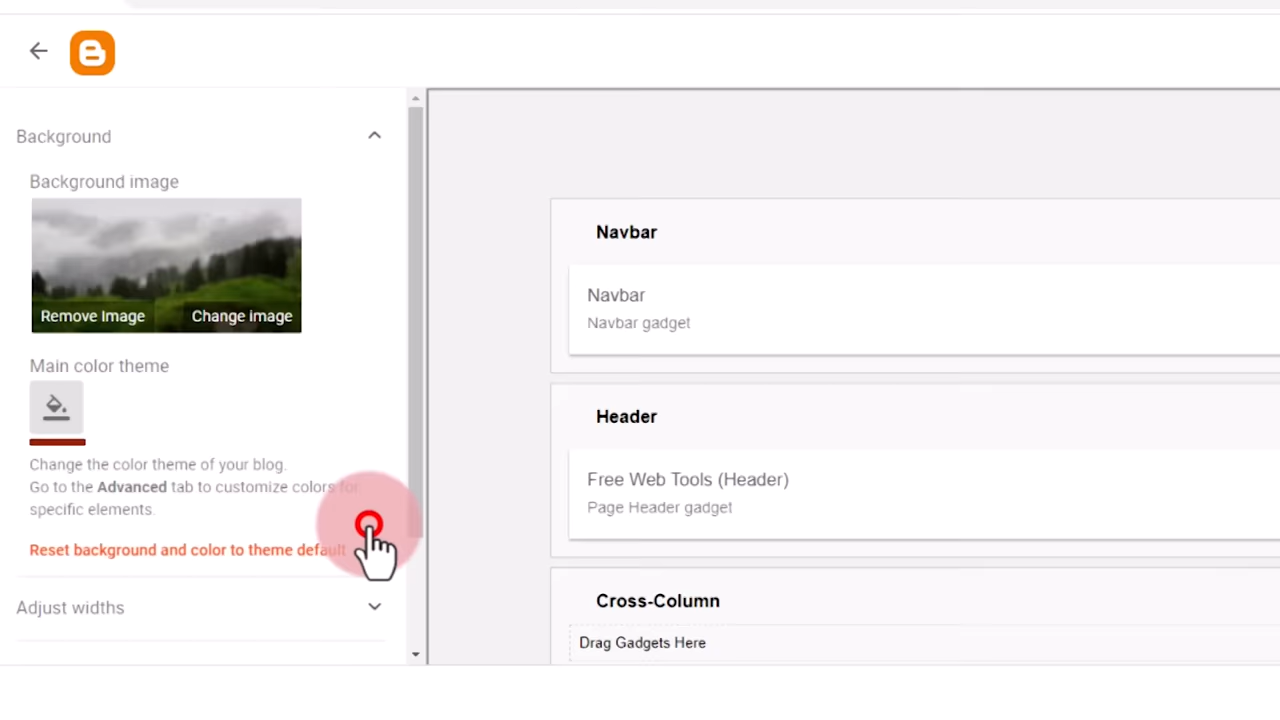 Background
Background image
Remove Image
Change image
Main color theme
Change the color theme of your blog.
Go to the Advanced tab to customize colors for
specific elements.
Reset background and color to theme default
Adjust widths
Navbar
Navbar
Navbar gadget
Header
Free Web Tools (Header)
Page Header gadget
Cross-Column
Drag Gadgets Here